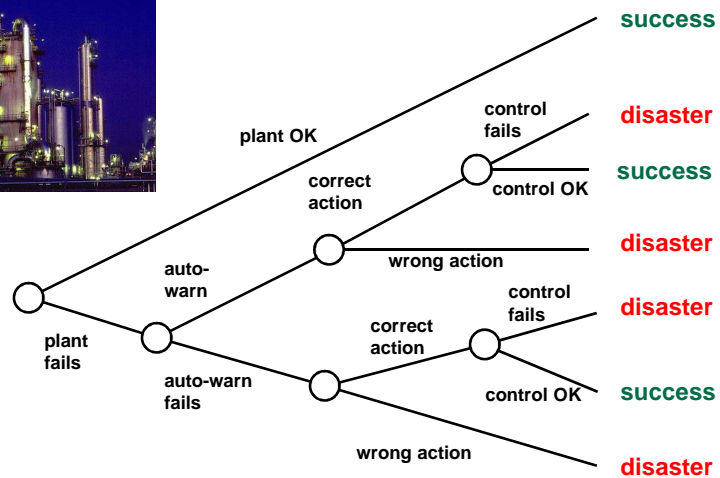 success
plant OK
control
fails
disaster
correct
action
control OK
success
auto-
warn
wrong action
disaster
plant
fails
control
fails
disaster
correct
action
auto-warn
fails
control OK
success
wrong action
disaster